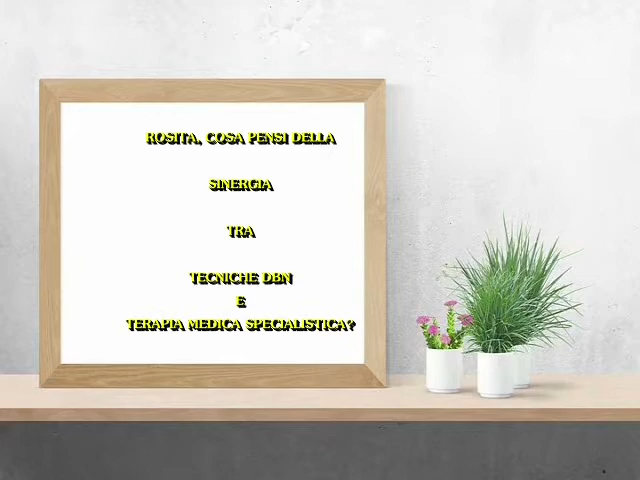 ROSITA, COSA PENSI DELLA
SINERGIA
TRA
TECNICHE DBN
E
TERAPIA MEDICA SPECIALISTICA?